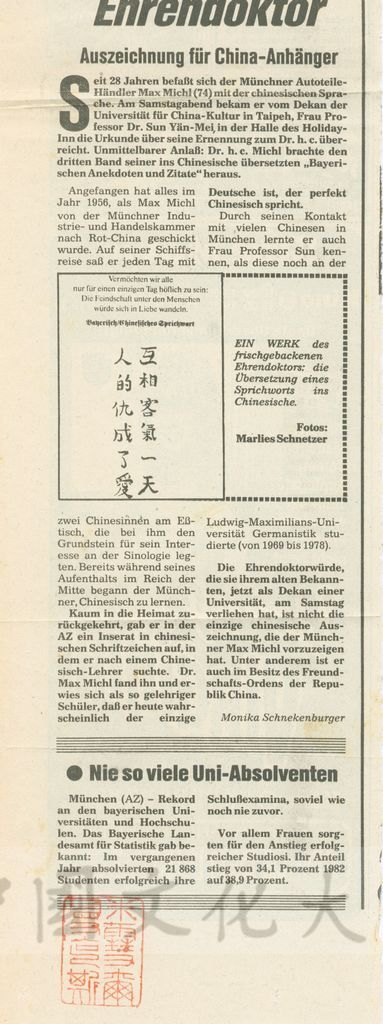 Ehrendoktor
Auszeichnung für China-Anhänger
Seit 28 Jahren befaßt sich der Münchner Autoteile-
Händler Max Michl (74) mit der chinesischen Spra-
che. Am Samstagabend bekam er vom Dekan der
Universität für China-Kultur in Taipeh, Frau Pro-
fessor Dr. Sun Yän-Mei, in der Halle des Holiday-
Inn die Urkunde über seine Ernennung zum Dr. h. c. über-
reicht. Unmittelbarer Anlaß: Dr. h. c. Michl brachte den
dritten Band seiner ins Chinesische übersetzten „Bayeri-
schen Anekdoten und Zitate“ heraus.
Angefangen hat alles im
Jahr 1956, als Max Michl
von der Münchner Indu-
strie- und Handelskammer
nach Rot-China geschickt
wurde. Auf seiner Schiffs-
reise saß er jeden Tag mit
Deutsche ist, der perfekt
Chinesisch spricht.
Durch seinen Kontakt
mit vielen Chinesen in
München lernte er auch
Frau Professor Sun ken-
nen, als diese noch an der
Vermöchten wir alle
nur für einen einzigen Tag höflich zu sein:
Die Feindschaft unter den Menschen
würde sich in Liebe wandeln.
Bayerisch/Chinesisches Sprichwort
互相客氣一天
人的仇成了愛
EIN WERK des
frischgebackenen
Ehrendoktors: die
Übersetzung eines
Sprichworts ins
Chinesische.
Fotos:
Marlies Schnetzer
zwei Chinesinnen am Eß-
tisch, die bei ihm den
Grundstein für sein Inter-
esse an der Sinologie leg-
ten. Bereits während seines
Aufenthalts im Reich der
Mitte begann der Münch-
ner, Chinesisch zu lernen.
Kaum in die Heimat zu-
rückgekehrt, gab er in der
AZ ein Inserat in chinesi-
schen Schriftzeichen auf, in
dem er nach einem Chine-
sisch-Lehrer suchte. Dr.
Max Michl fand ihn und er-
wies sich als so gelehriger
Schüler, daß er heute wahr-
scheinlich der einzige
Ludwig-Maximilians-Uni-
versität Germanistik stu-
dierte (von 1969 bis 1978).
Die Ehrendoktorwürde,
die sie ihrem alten Bekann-
ten, jetzt als Dekan einer
Universität, am Samstag
verliehen hat, ist nicht die
einzige chinesische Aus-
zeichnung, die der Münch-
ner Max Michl vorzuzeigen
hat. Unter anderem ist er
auch im Besitz des Freund-
schafts-Ordens der Repu-
blik China.
Monika Schnekenburger
● Nie so viele Uni-Absolventen
München (AZ) – Rekord
an den bayerischen Uni-
versitäten und Hochschu-
len. Das Bayerische Lan-
desamt für Statistik gab be-
kannt: Im vergangenen
Jahr absolvierten 21 868
Studenten erfolgreich ihre
Schlußexamina, soviel wie
noch nie zuvor.
Vor allem Frauen sorg-
ten für den Anstieg erfolg-
reicher Studiosi. Ihr Anteil
stieg von 34,1 Prozent 1982
auf 38,9 Prozent.
中國文化大